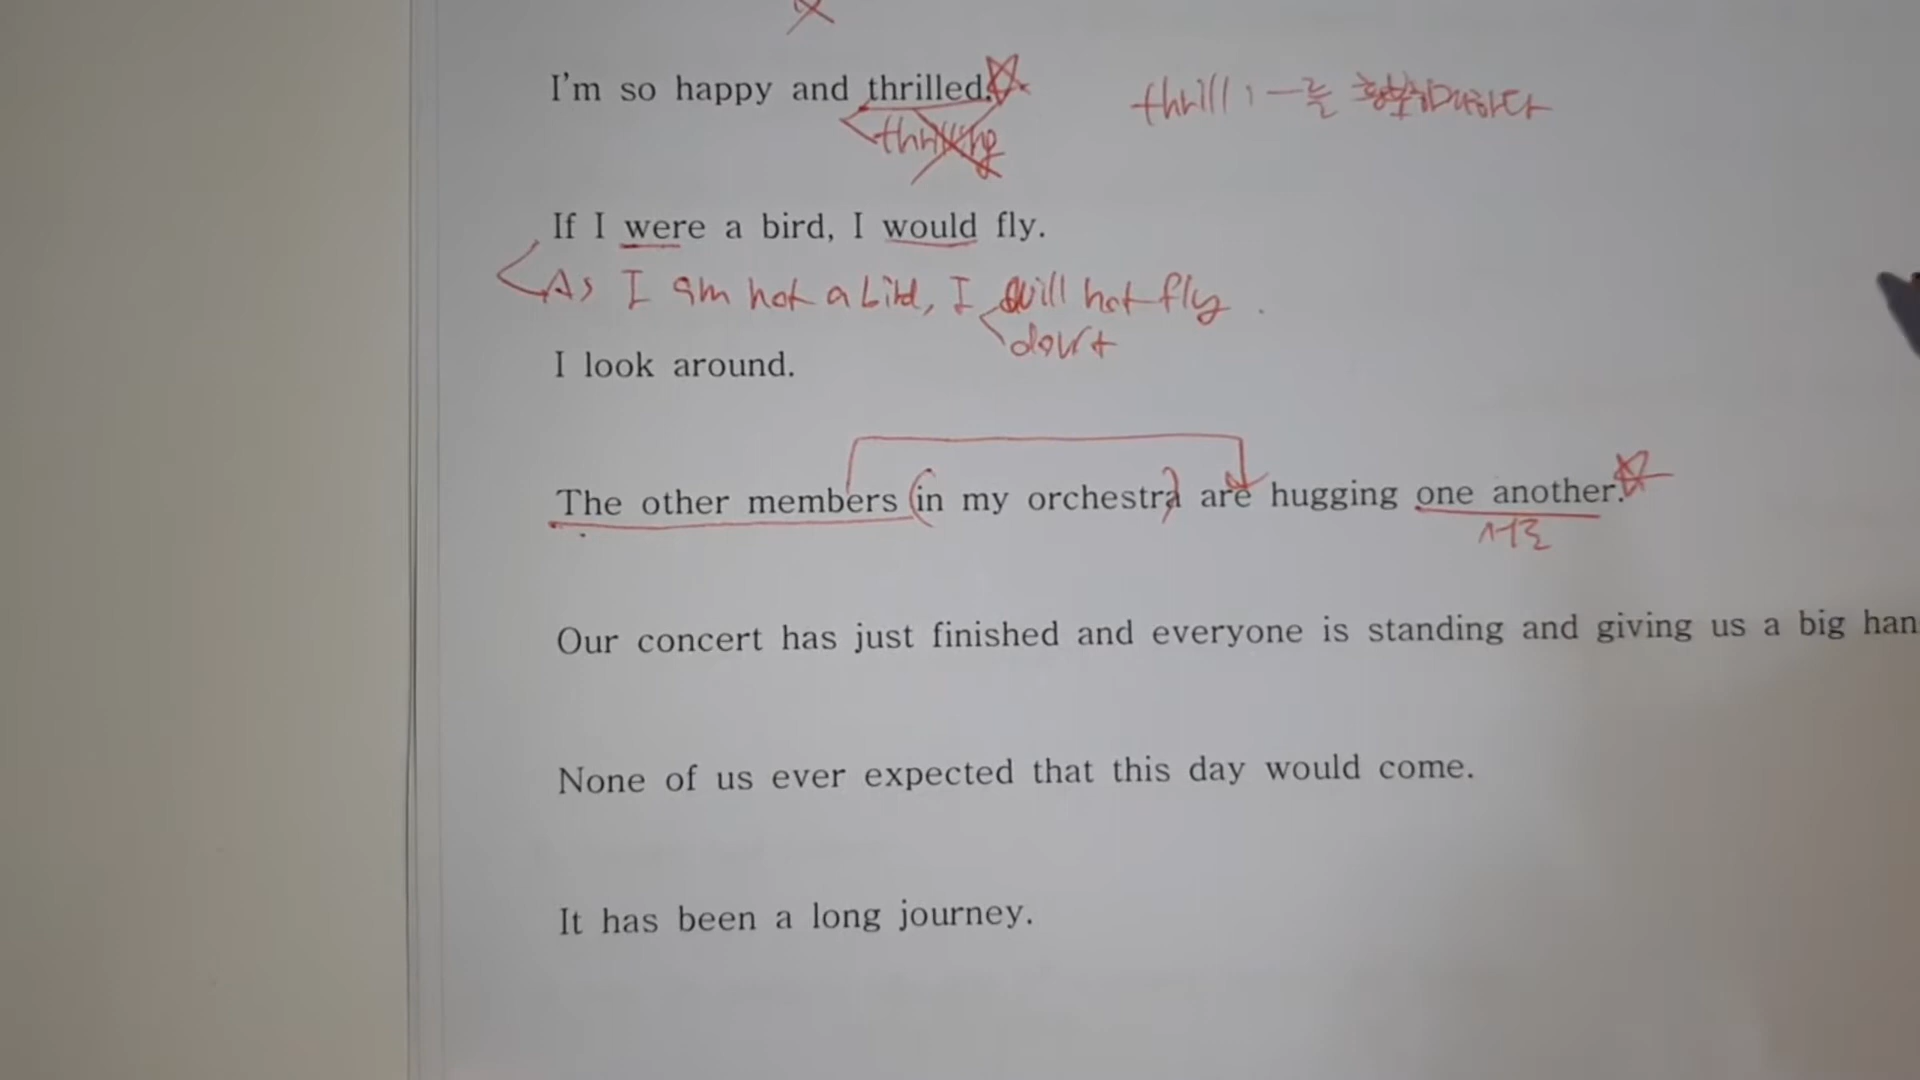 I'm so happy and thrilled.
thrilling
thrill : ~를 황분하다
If I were a bird, I would fly.
As I am not a bird, I will not fly.
don't
I look around.
The other members (in my orchestra) are hugging one another.
서로
Our concert has just finished and everyone is standing and giving us a big han
None of us ever expected that this day would come.
It has been a long journey.